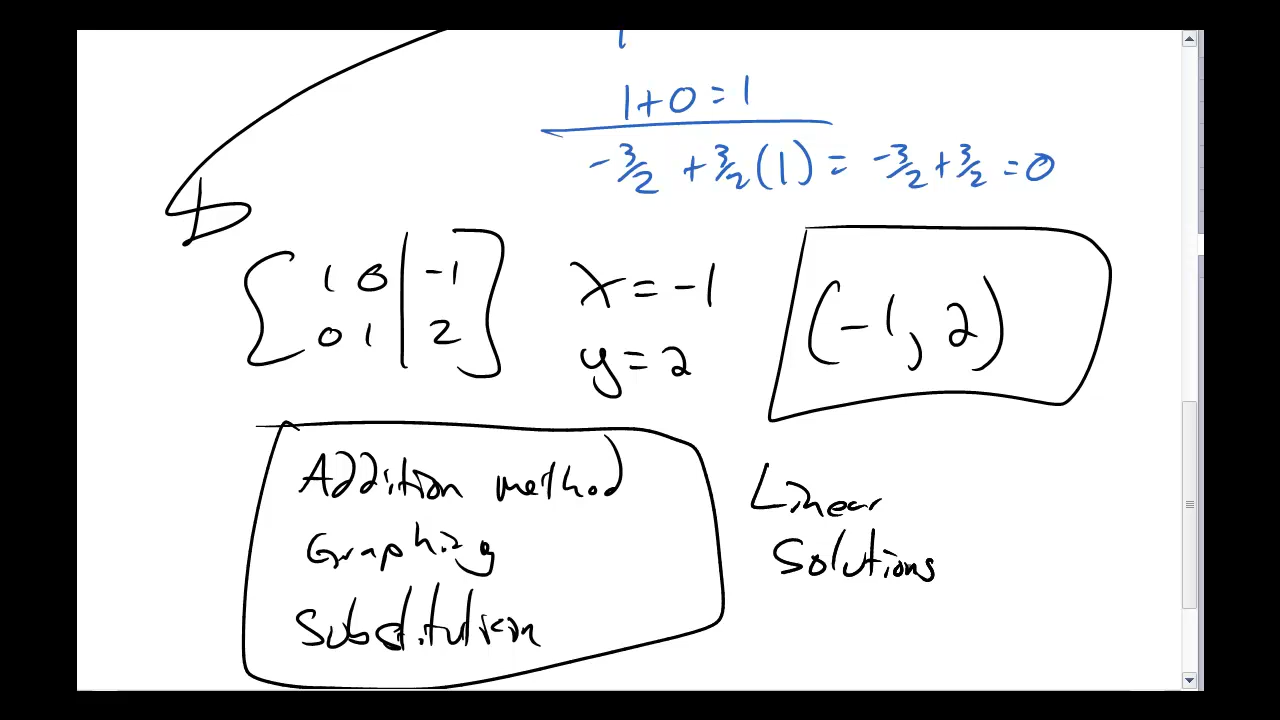 1+0=1
-3/2 +3/2(1) = -3/2+3/2 =0
1 0 | -1
0 1 | 2
x = -1
y = 2
(-1, 2)
Addition method
Graphing
Substitution
Linear
Solutions